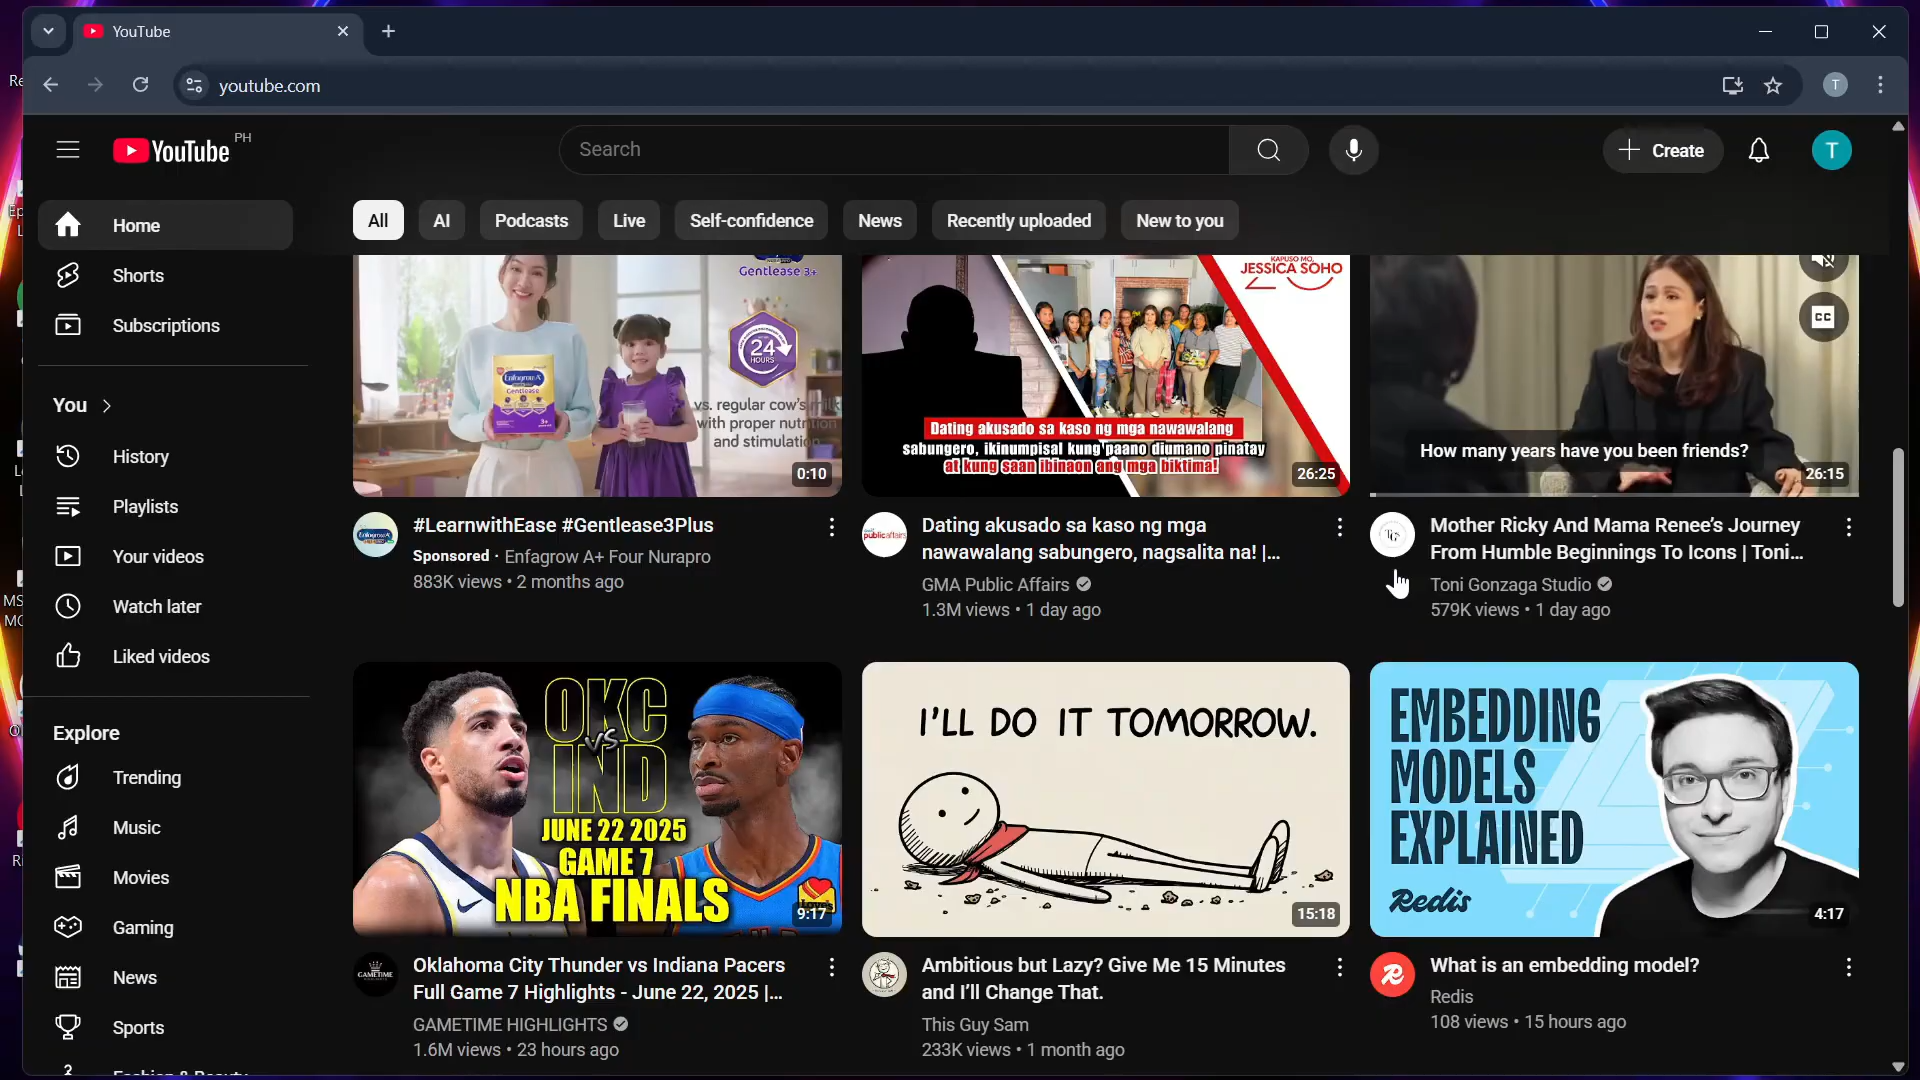 YouTube
youtube.com
T
YouTube PH
Search
Create
T
Home
Shorts
Subscriptions
You
History
Playlists
Your videos
Watch later
Liked videos
Explore
Trending
Music
Movies
Gaming
News
Sports
All
AI
Podcasts
Live
Self-confidence
News
Recently uploaded
New to you
Gentlease 3+
24
HOURS
Enfagrow A+
Gentlease
3+
vs. regular cow's milk
with proper nutrition
and stimulation
0:10
#LearnwithEase #Gentlease3Plus
Sponsored · Enfagrow A+ Four Nurapro
883K views • 2 months ago
KAPUSO MO,
JESSICA SOHO
Dating akusado sa kaso ng mga nawawalang
sabungero, ikinumpisal kung paano diumano pinatay
at kung saan ibinaon ang mga biktima!
26:25
publicaffairs
Dating akusado sa kaso ng mga
nawawalang sabungero, nagsalita na! |...
GMA Public Affairs
1.3M views • 1 day ago
CC
How many years have you been friends?
26:15
TG
Mother Ricky And Mama Renee's Journey
From Humble Beginnings To Icons | Toni...
Toni Gonzaga Studio
579K views • 1 day ago
OKC
VS
IND
JUNE 22 2025
GAME 7
NBA FINALS
Love's
9:17
GAMETIME
Oklahoma City Thunder vs Indiana Pacers
Full Game 7 Highlights - June 22, 2025 |...
GAMETIME HIGHLIGHTS
1.6M views • 23 hours ago
I'LL DO IT TOMORROW.
15:18
Ambitious but Lazy? Give Me 15 Minutes
and I'll Change That.
This Guy Sam
233K views • 1 month ago
EMBEDDING
MODELS
EXPLAINED
Redis
4:17
What is an embedding model?
Redis
108 views • 15 hours ago